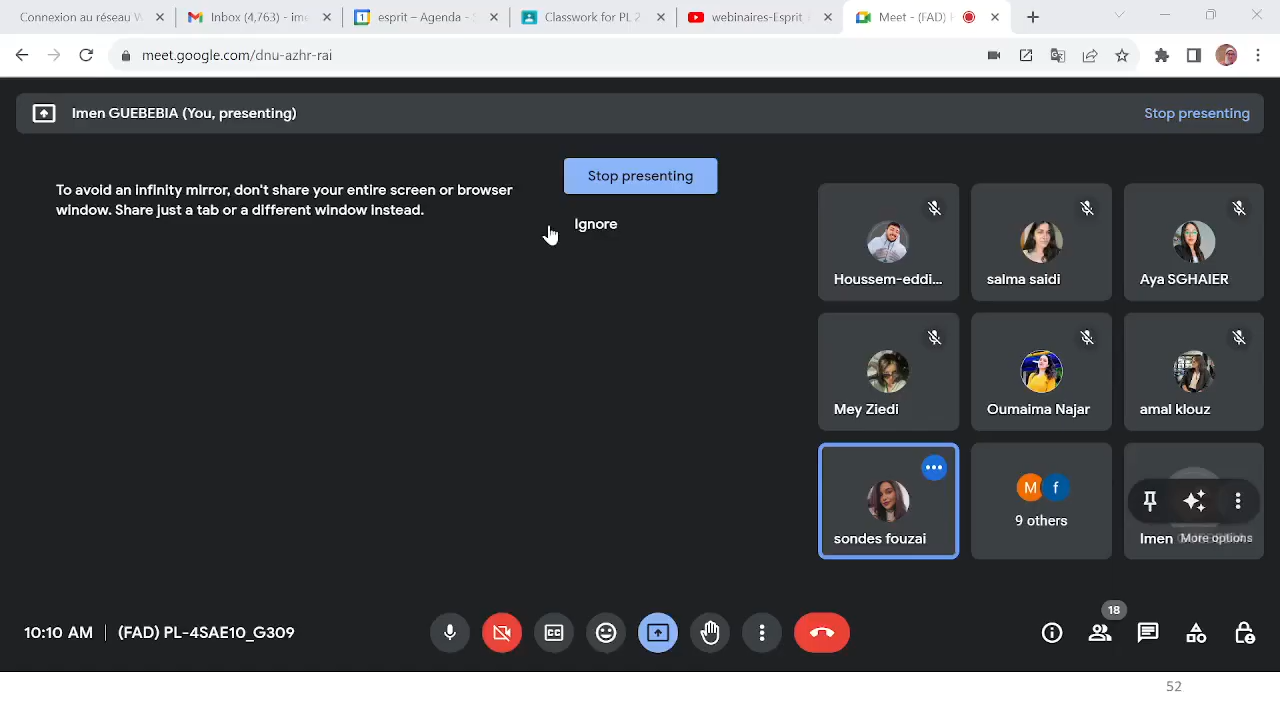 Connexion au réseau W
Inbox (4,763) - ime
esprit – Agenda - S
Classwork for PL 2
webinaires-Esprit
Meet - (FAD)
meet.google.com/dnu-azhr-rai
Imen GUEBEBIA (You, presenting)
Stop presenting
To avoid an infinity mirror, don't share your entire screen or browser
window. Share just a tab or a different window instead.
Stop presenting
Ignore
Houssem-eddi...
salma saidi
Aya SGHAIER
Mey Ziedi
Oumaima Najar
amal klouz
M
f
9 others
sondes fouzai
Imen
More options
10:10 AM
(FAD) PL-4SAE10_G309
18
52